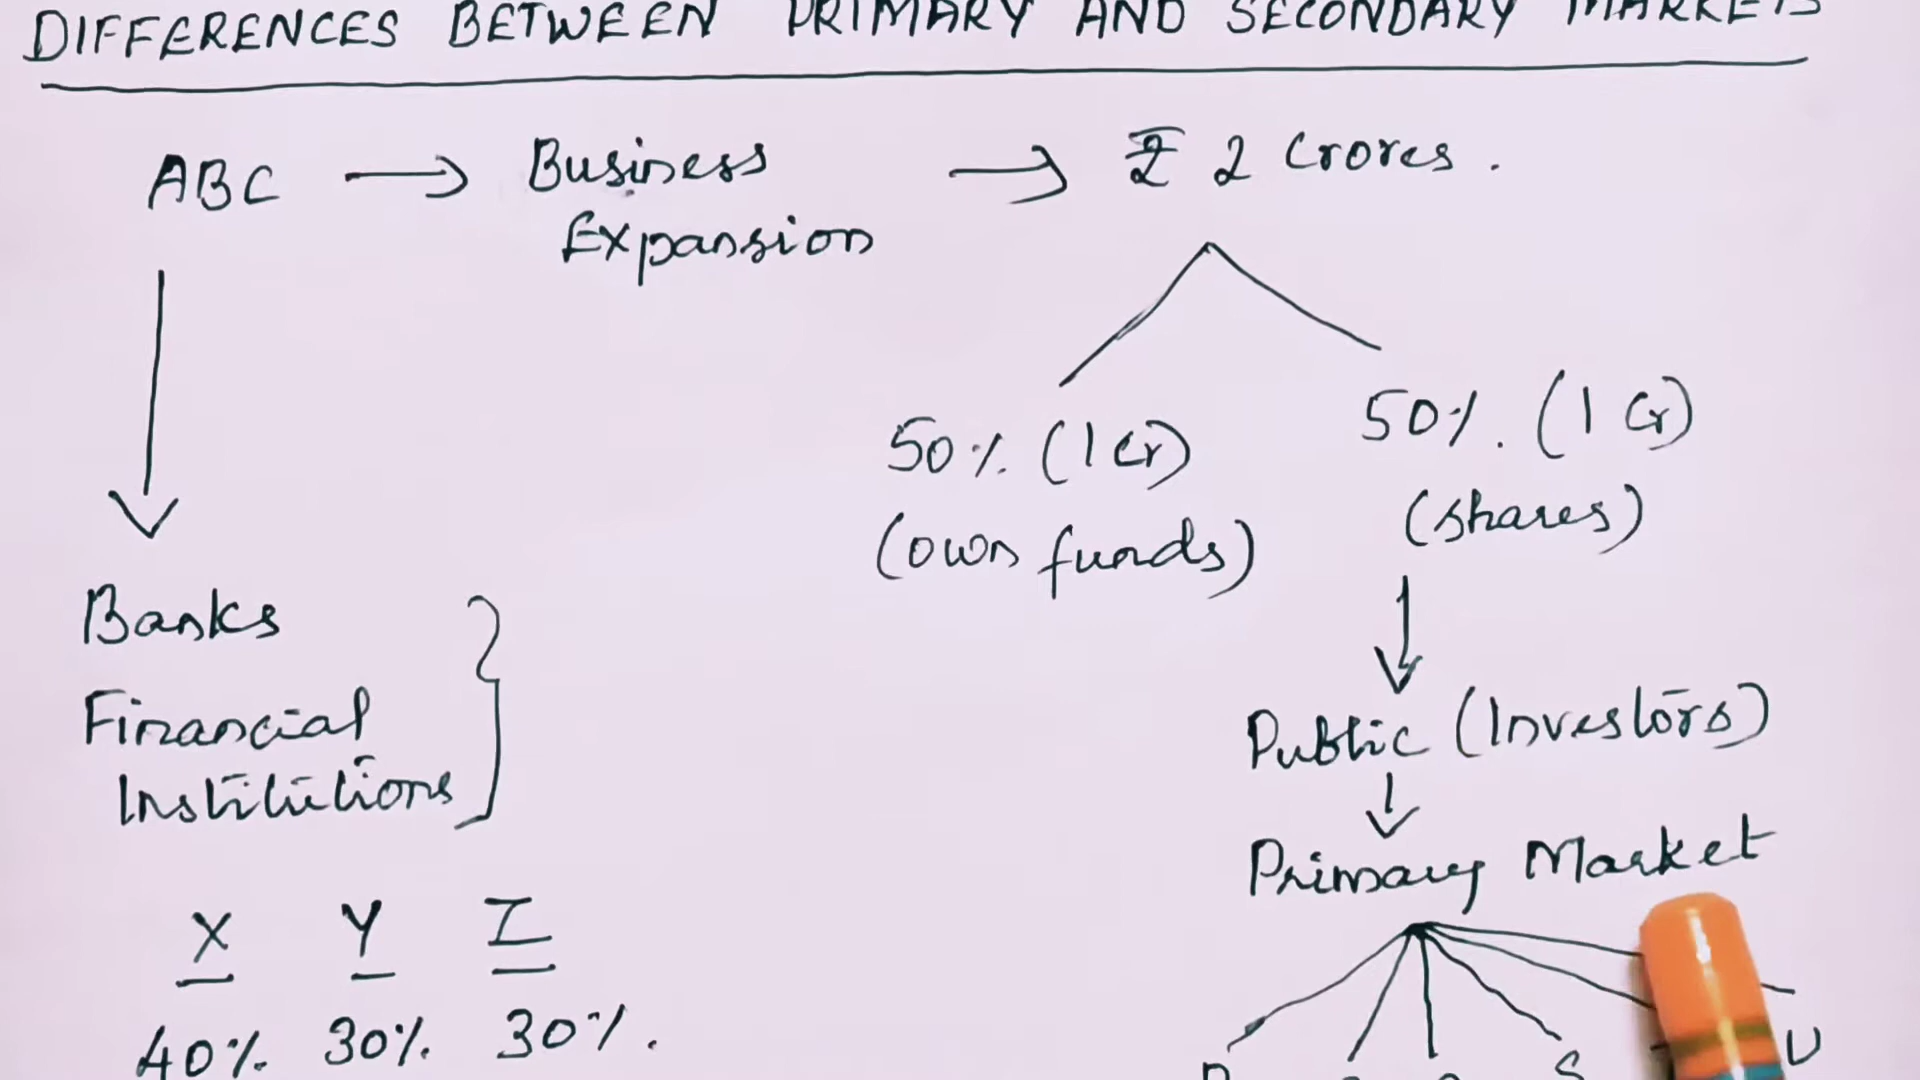 DIFFERENCES BETWEEN PRIMARY AND SECONDARY MARKETS
ABC → Business Expansion → ₹ 2 Crores.
50% (1 Cr)
(own funds)
50%. (1 Cr)
(shares)
Public (Investors)
Primary Market
U
Banks
Financial
Institutions
X Y Z
40%. 30%. 30%.